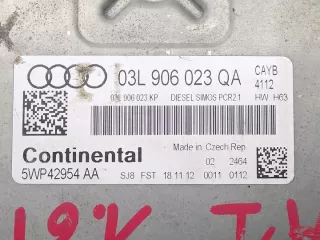 03L 906 023 QA CAYB 4112
03L 906 023 KP DIESEL SIMOS PCR2.1 HW H63
Made in Czech Rep
Continental 02 2464
5WP42954 AA SJ8 FST 18.11.12 0011 0112